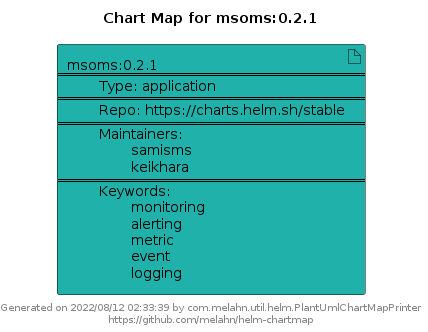 Chart Map for msoms:0.2.1
msoms:0.2.1
Type: application
Repo: https://charts.helm.sh/stable
Maintainers:
samisms
keikhara
Keywords:
monitoring
alerting
metric
event
logging
Generated on 2022/08/12 02:33:39 by com.melahn.util.helm.PlantUmlChartMapPrinter
https://github.com/melahn/helm-chartmap